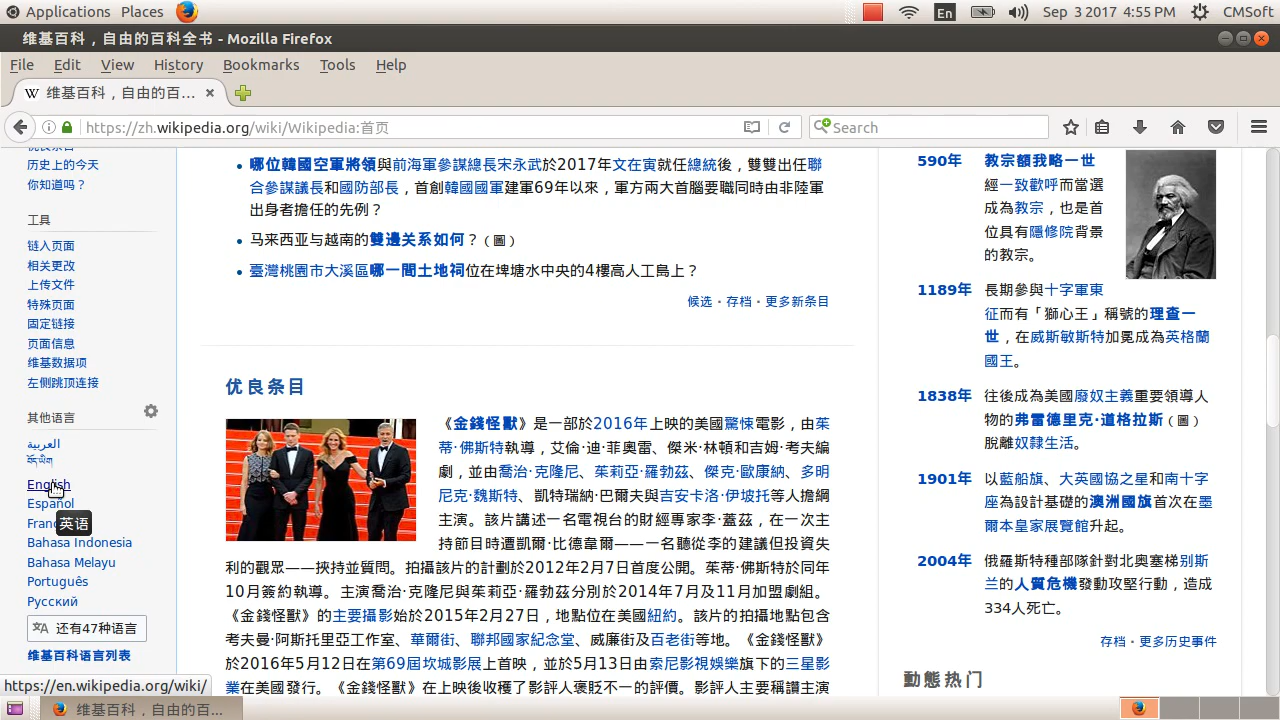 Applications Places En Sep 3 2017 4:55 PM CMSoft
维基百科，自由的百科全书 - Mozilla Firefox
File Edit View History Bookmarks Tools Help
W 维基百科，自由的百...
https://zh.wikipedia.org/wiki/Wikipedia:首页 Search
历史上的今天
你知道吗？
工具
链入页面
相关更改
上传文件
特殊页面
固定链接
页面信息
维基数据项
左侧跳顶连接
其他语言
العربية
བོད་ཡིག
English
Español
Franç
英语
Bahasa Indonesia
Bahasa Melayu
Português
Русский
还有47种语言
维基百科语言列表
哪位韓國空軍將領與前海軍參謀總長宋永武於2017年文在寅就任總統後，雙雙出任聯
合參謀議長和國防部長，首創韓國國軍建軍69年以來，軍方兩大首腦要職同時由非陸軍
出身者擔任的先例？
马来西亚与越南的雙邊关系如何？（圖）
臺灣桃園市大溪區哪一間土地祠位在埤塘水中央的4樓高人工島上？
候选・存档・更多新条目
优良条目
《金錢怪獸》是一部於2016年上映的美國驚悚電影，由茱
蒂·佛斯特執導，艾倫·迪·菲奧雷、傑米·林頓和吉姆·考夫編
劇，並由喬治·克隆尼、茱莉亞·羅勃茲、傑克·歐康納、多明
尼克·魏斯特、凱特瑞納·巴爾夫與吉安卡洛·伊坡托等人擔綱
主演。該片講述一名電視台的財經專家李·蓋茲，在一次主
持節目時遭凱爾·比德韋爾——一名聽從李的建議但投資失
利的觀眾——挾持並質問。拍攝該片的計劃於2012年2月7日首度公開。茱蒂·佛斯特於同年
10月簽約執導。主演喬治·克隆尼與茱莉亞·羅勃茲分別於2014年7月及11月加盟劇組。
《金錢怪獸》的主要攝影始於2015年2月27日，地點位在美國紐約。該片的拍攝地點包含
考夫曼·阿斯托里亞工作室、華爾街、聯邦國家紀念堂、威廉街及百老街等地。《金錢怪獸》
於2016年5月12日在第69屆坎城影展上首映，並於5月13日由索尼影視娛樂旗下的三星影
業在美國發行。《金錢怪獸》在上映後收穫了影評人褒貶不一的評價。影評人主要稱讚主演
590年 教宗額我略一世
經一致歡呼而當選
成為教宗，也是首
位具有隱修院背景
的教宗。
1189年 長期參與十字軍東
征而有「獅心王」稱號的理查一
世，在威斯敏斯特加冕成為英格蘭
國王。
1838年 往後成為美國廢奴主義重要領導人
物的弗雷德里克·道格拉斯（圖）
脫離奴隸生活。
1901年 以藍船旗、大英國協之星和南十字
座為設計基礎的澳洲國旗首次在墨
爾本皇家展覽館升起。
2004年 俄羅斯特種部隊針對北奧塞梯别斯
兰的人質危機發動攻堅行動，造成
334人死亡。
存档・更多历史事件
動態热门
https://en.wikipedia.org/wiki/
维基百科，自由的百...